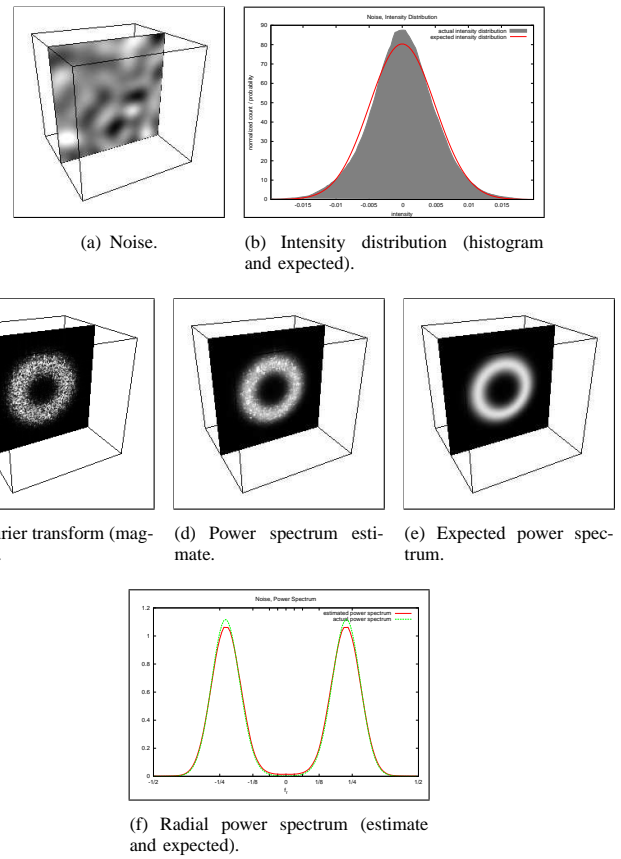 Noise, Intensity Distribution
actual intensity distribution
expected intensity distribution
90
80
70
60
50
40
30
20
10
0
normalized count / probability
-0.015 -0.01 -0.005 0 0.005 0.01 0.015
intensity
(a) Noise.
(b) Intensity distribution (histogram
and expected).
rier transform (mag-
(d) Power spectrum esti-
mate.
(e) Expected power spec-
trum.
Noise, Power Spectrum
estimated power spectrum
actual power spectrum
1.2
1
0.8
0.6
0.4
0.2
0
-1/2 -1/4 -1/8 0 1/8 1/4 1/2
(f) Radial power spectrum (estimate
and expected).